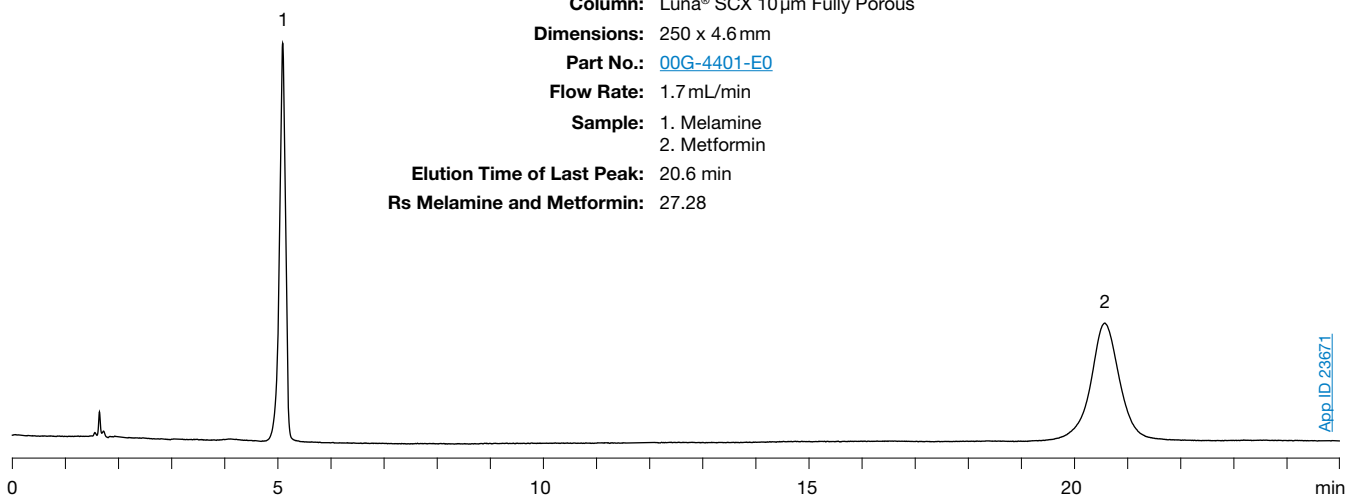 Column: Luna® SCX 10 µm Fully Porous
Dimensions: 250 x 4.6 mm
Part No.: 00G-4401-E0
Flow Rate: 1.7 mL/min
Sample: 1. Melamine
2. Metformin
Elution Time of Last Peak: 20.6 min
Rs Melamine and Metformin: 27.28
1
2
App ID 23671
0 5 10 15 20 min